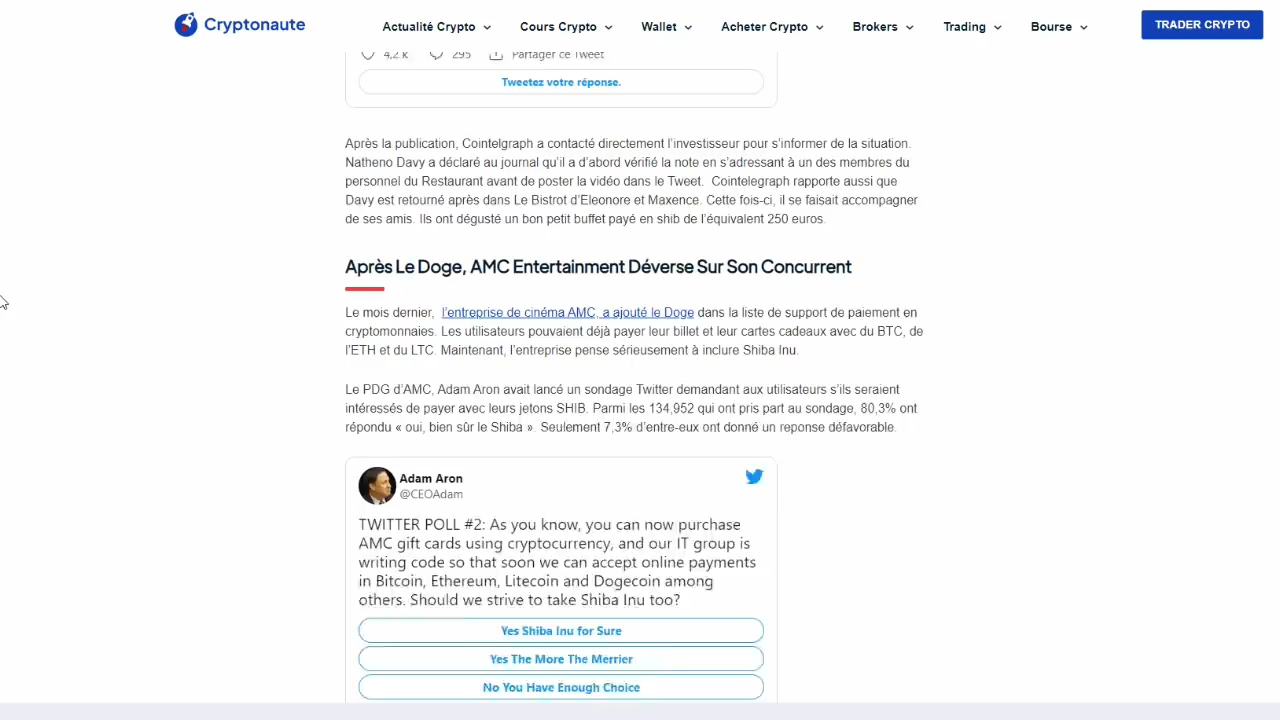 Cryptonaute
Actualité Crypto
Cours Crypto
Wallet
Acheter Crypto
Brokers
Trading
Bourse
TRADER CRYPTO
4,2 k
295
Partager ce Tweet
Tweetez votre réponse.
Après la publication, Cointelgraph a contacté directement l'investisseur pour s'informer de la situation.
Natheno Davy a déclaré au journal qu'il a d'abord vérifié la note en s'adressant à un des membres du
personnel du Restaurant avant de poster la vidéo dans le Tweet. Cointelegraph rapporte aussi que
Davy est retourné après dans Le Bistrot d'Eleonore et Maxence. Cette fois-ci, il se faisait accompagner
de ses amis. Ils ont dégusté un bon petit buffet payé en shib de l'équivalent 250 euros.
Après Le Doge, AMC Entertainment Déverse Sur Son Concurrent
Le mois dernier, l'entreprise de cinéma AMC, a ajouté le Doge dans la liste de support de paiement en
cryptomonnaies. Les utilisateurs pouvaient déjà payer leur billet et leur cartes cadeaux avec du BTC, de
l'ETH et du LTC. Maintenant, l'entreprise pense sérieusement à inclure Shiba Inu.
Le PDG d'AMC, Adam Aron avait lancé un sondage Twitter demandant aux utilisateurs s'ils seraient
intéressés de payer avec leurs jetons SHIB. Parmi les 134,952 qui ont pris part au sondage, 80,3% ont
répondu « oui, bien sûr le Shiba ». Seulement 7,3% d'entre-eux ont donné un reponse défavorable.
Adam Aron
@CEOAdam
TWITTER POLL #2: As you know, you can now purchase
AMC gift cards using cryptocurrency, and our IT group is
writing code so that soon we can accept online payments
in Bitcoin, Ethereum, Litecoin and Dogecoin among
others. Should we strive to take Shiba Inu too?
Yes Shiba Inu for Sure
Yes The More The Merrier
No You Have Enough Choice